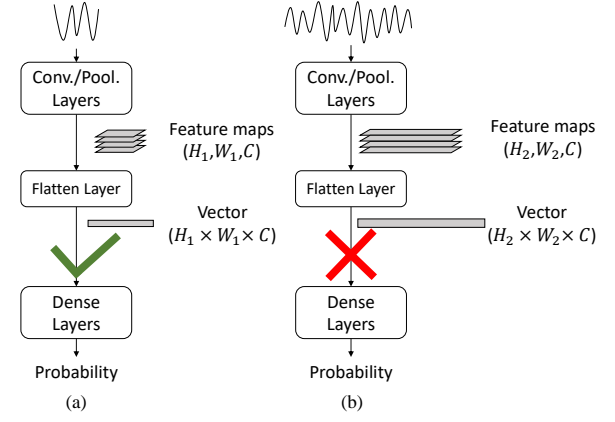 Conv./Pool.
Layers
Feature maps
(H₁,W₁,C)
Flatten Layer
Vector
(H₁ × W₁ × C)
Dense
Layers
Probability
(a)
Conv./Pool.
Layers
Feature maps
(H₂,W₂,C)
Flatten Layer
Vector
(H₂ × W₂ × C)
Dense
Layers
Probability
(b)